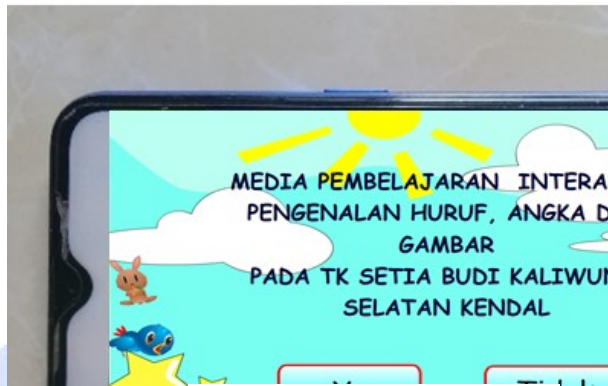 MEDIA PEMBELAJARAN INTERA
PENGENALAN HURUF, ANGKA D
GAMBAR
PADA TK SETIA BUDI KALIWUN
SELATAN KENDAL